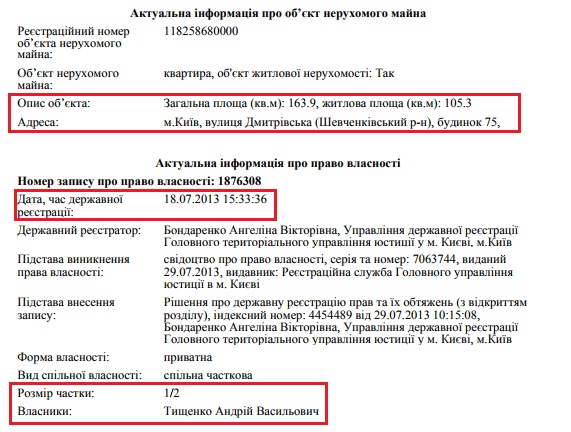 Актуальна інформація про об’єкт нерухомого майна
Реєстраційний номер 118258680000
об’єкта нерухомого
майна:
Об’єкт нерухомого квартира, об'єкт житлової нерухомості: Так
майна:
Опис об’єкта: Загальна площа (кв.м): 163.9, житлова площа (кв.м): 105.3
Адреса: м.Київ, вулиця Дмитрівська (Шевченківський р-н), будинок 75,
Актуальна інформація про право власності
Номер запису про право власності: 1876308
Дата, час державної 18.07.2013 15:33:36
реєстрації:
Державний реєстратор: Бондаренко Ангеліна Вікторівна, Управління державної реєстрації
Головного територіального управління юстиції у м. Києві, м.Київ
Підстава виникнення свідоцтво про право власності, серія та номер: 7063744, виданий
права власності: 29.07.2013, видавник: Реєстраційна служба Головного управління
юстиції в м. Києві
Підстава внесення Рішення про державну реєстрацію прав та їх обтяжень (з відкриттям
запису: розділу), індексний номер: 4454489 від 29.07.2013 10:15:08,
Бондаренко Ангеліна Вікторівна, Управління державної реєстрації
Головного територіального управління юстиції у м. Києві, м.Київ
Форма власності: приватна
Вид спільної власності: спільна часткова
Розмір частки: 1/2
Власники: Тищенко Андрій Васильович